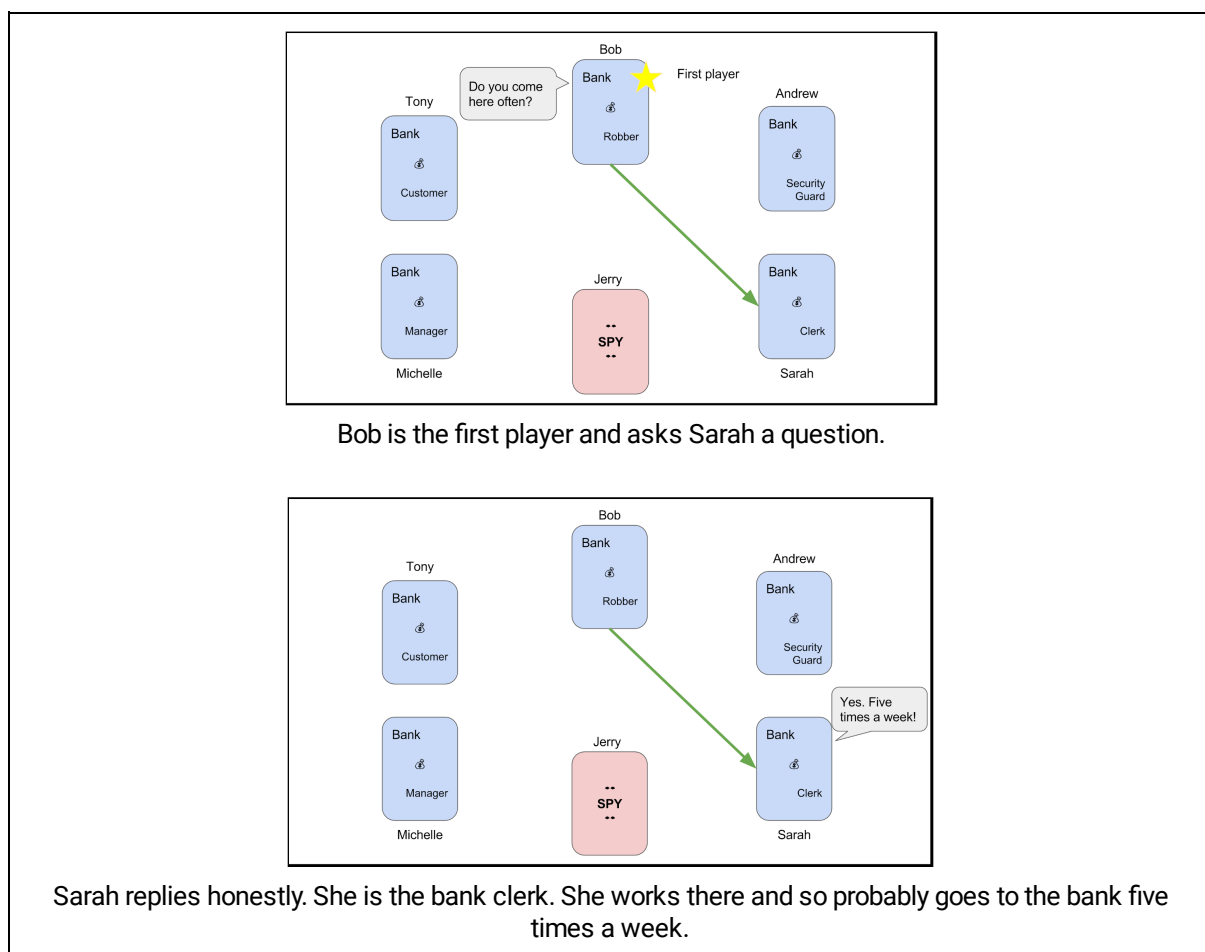 Bob
Do you come
here often?
Bank
Robber
First player
Tony
Bank
Customer
Andrew
Bank
Security
Guard
Bank
Manager
Michelle
Jerry
SPY
Bank
Clerk
Sarah
Bob is the first player and asks Sarah a question.
Bob
Bank
Robber
Tony
Bank
Customer
Andrew
Bank
Security
Guard
Yes. Five
times a week!
Bank
Manager
Michelle
Jerry
SPY
Bank
Clerk
Sarah
Sarah replies honestly. She is the bank clerk. She works there and so probably goes to the bank five
times a week.